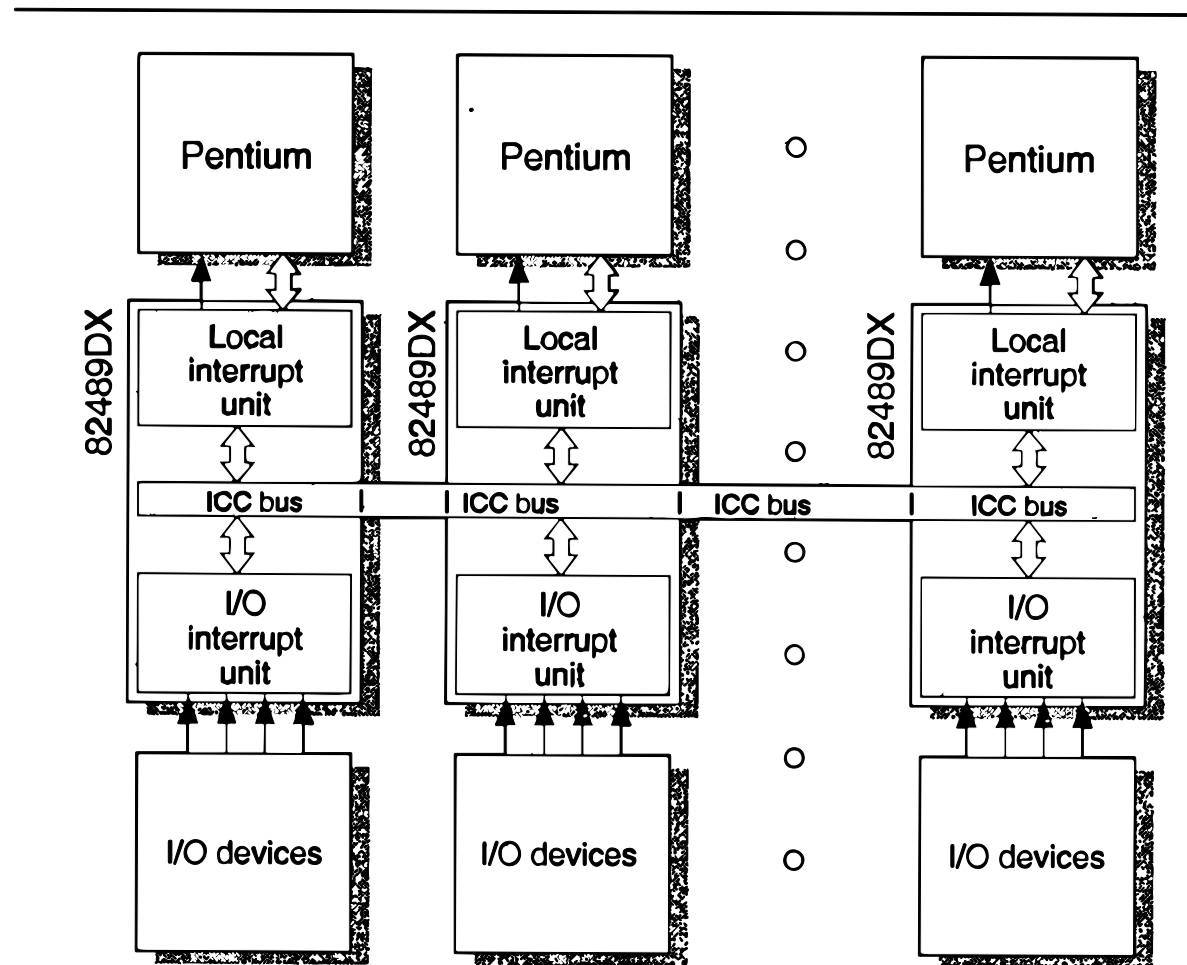 Pentium
Pentium
Pentium
82489DX
Local
interrupt
unit
82489DX
Local
interrupt
unit
82489DX
Local
interrupt
unit
ICC bus
ICC bus
ICC bus
ICC bus
I/O
interrupt
unit
I/O
interrupt
unit
I/O
interrupt
unit
I/O devices
I/O devices
I/O devices